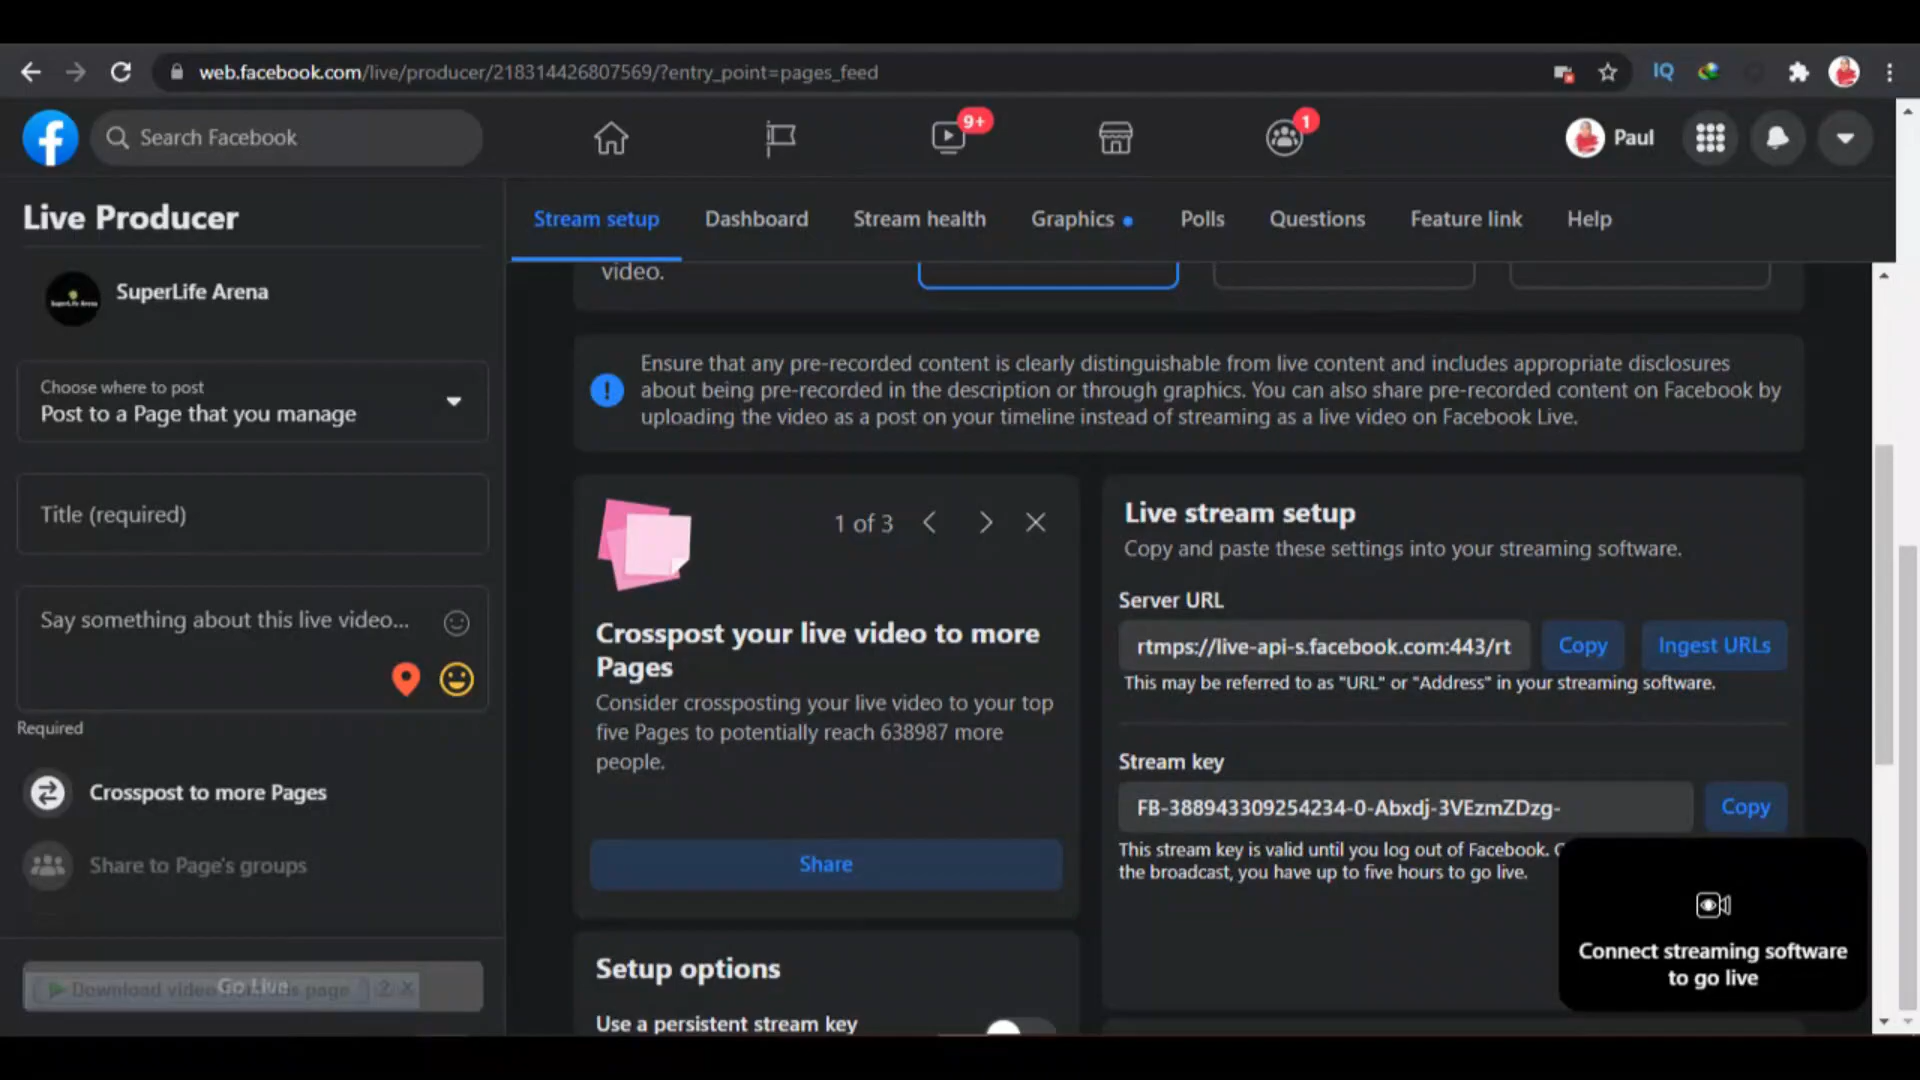 web.facebook.com/live/producer/218314426807569/?entry_point=pages_feed
IQ
Search Facebook
9+
1
Paul
Live Producer
Stream setup
Dashboard
Stream health
Graphics
Polls
Questions
Feature link
Help
SuperLife Arena
Choose where to post
Post to a Page that you manage
Title (required)
Say something about this live video...
Required
Crosspost to more Pages
Share to Page's groups
Go Live
Download video from this page
? X
video.
Ensure that any pre-recorded content is clearly distinguishable from live content and includes appropriate disclosures
about being pre-recorded in the description or through graphics. You can also share pre-recorded content on Facebook by
uploading the video as a post on your timeline instead of streaming as a live video on Facebook Live.
1 of 3
Crosspost your live video to more
Pages
Consider crossposting your live video to your top
five Pages to potentially reach 638987 more
people.
Share
Setup options
Use a persistent stream key
Live stream setup
Copy and paste these settings into your streaming software.
Server URL
rtmps://live-api-s.facebook.com:443/rt
Copy
Ingest URLs
This may be referred to as "URL" or "Address" in your streaming software.
Stream key
FB-388943309254234-0-Abxdj-3VEzmZDzg-
Copy
This stream key is valid until you log out of Facebook.
the broadcast, you have up to five hours to go live.
Connect streaming software
to go live